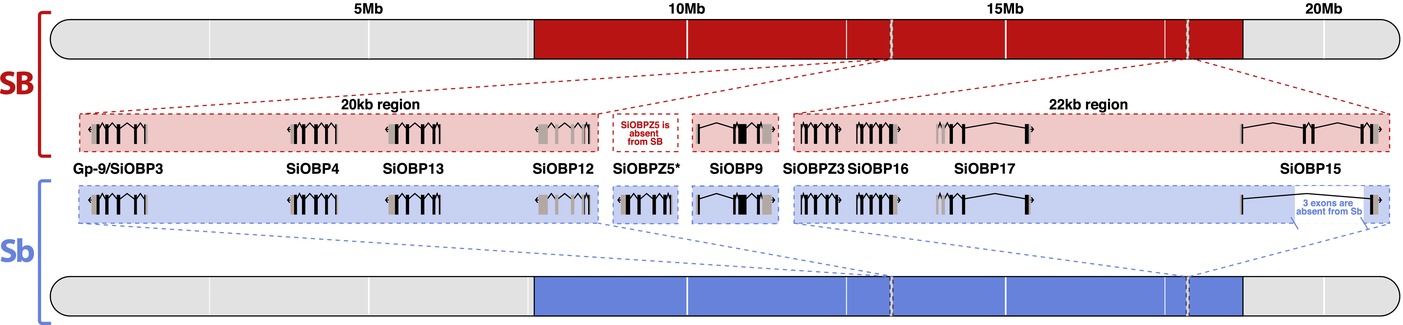 5Mb 10Mb 15Mb 20Mb
SB
20kb region 22kb region
SiOBPZ5 is
absent
from SB
Gp-9/SiOBP3 SiOBP4 SiOBP13 SiOBP12 SiOBPZ5* SiOBP9 SiOBPZ3 SiOBP16 SiOBP17 SiOBP15
3 exons are
absent from Sb
Sb